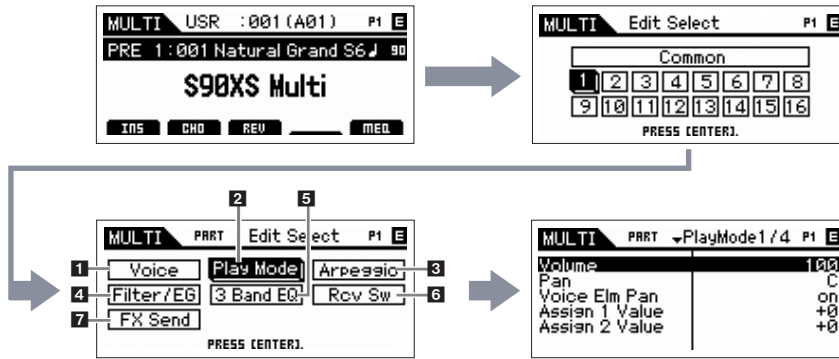 MULTI USR :001(A01) P1 E
PRE 1:001 Natural Grand S6♩ 90
S90XS Multi
INS CHO REV MEQ
MULTI Edit Select P1 E
Common
1 2 3 4 5 6 7 8
9 10 11 12 13 14 15 16
PRESS [ENTER].
2 5
MULTI PART Edit Select P1 E
1 Voice Play Mode Arpeggio 3
4 Filter/EG 3 Band EQ Rcv Sw 6
7 FX Send
PRESS [ENTER].
MULTI PART PlayMode1/4 P1 E
Volume 100
Pan C
Voice Elm Pan on
Assign 1 Value +0
Assign 2 Value +0